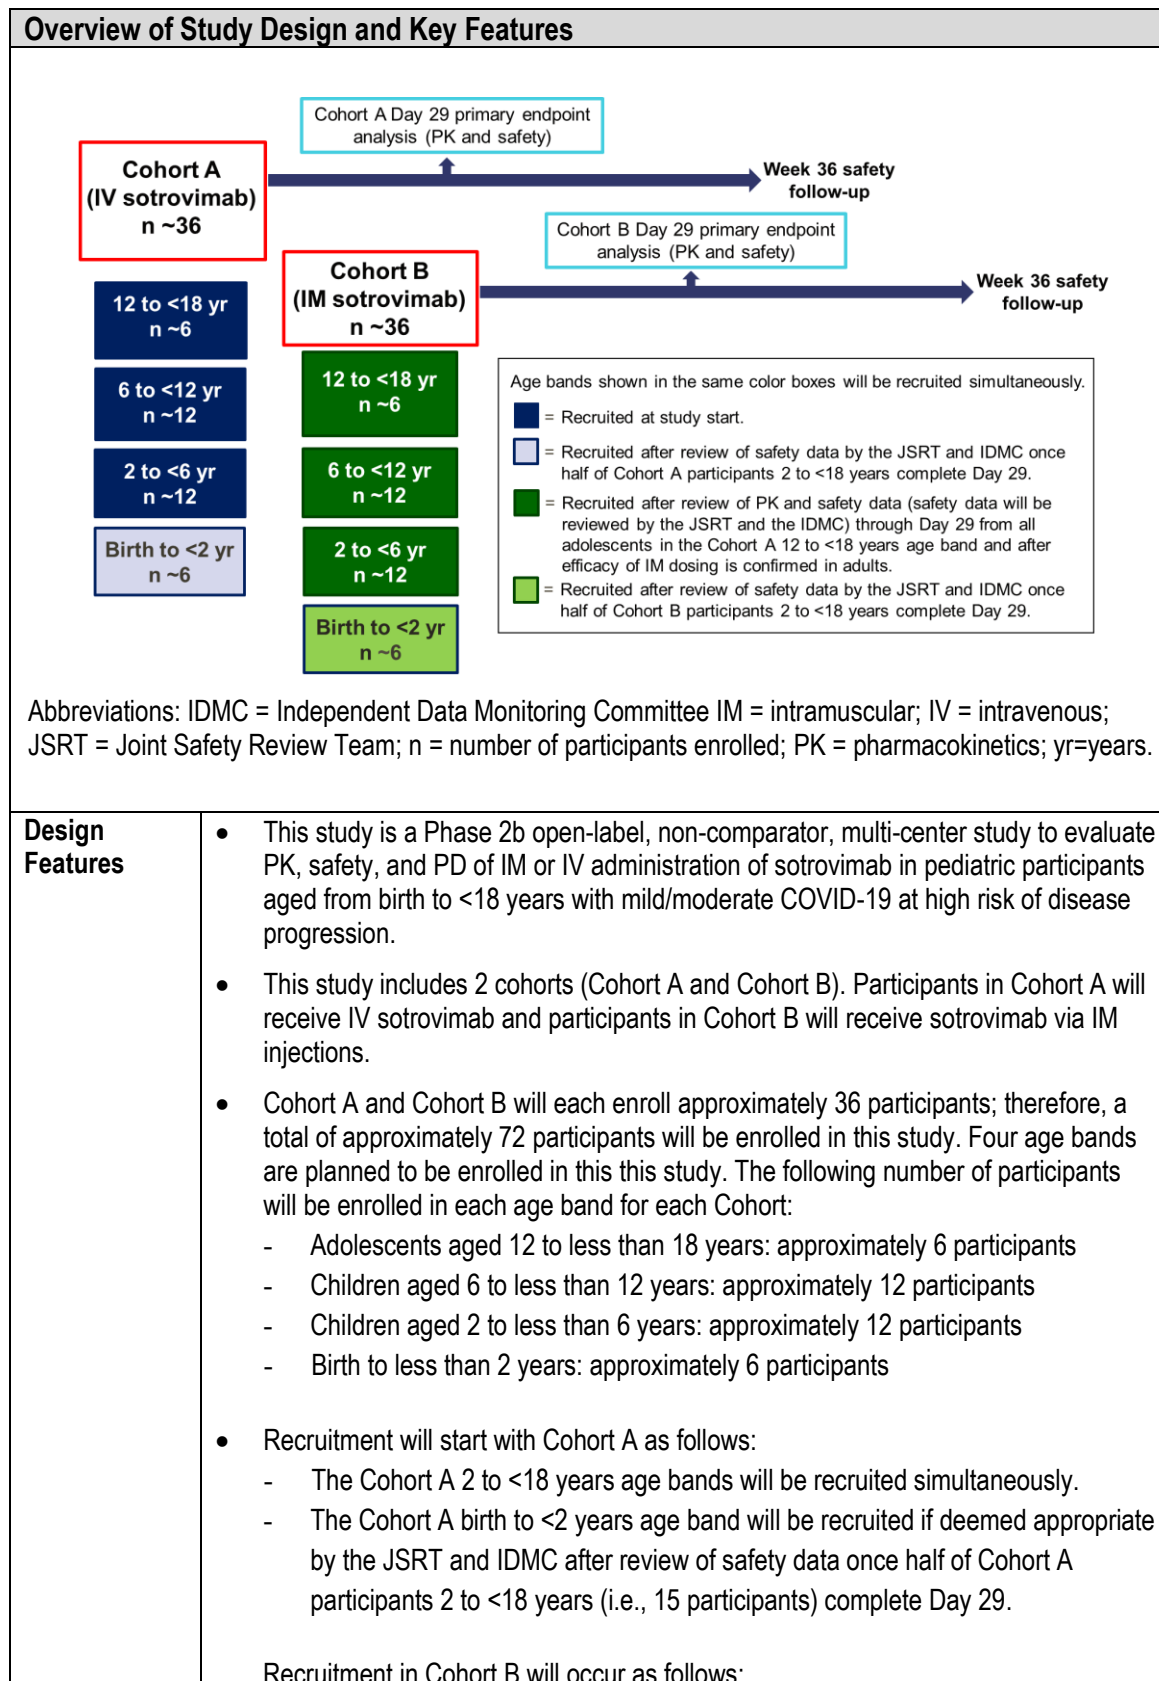 Overview of Study Design and Key Features
Cohort A Day 29 primary endpoint
analysis (PK and safety)
Cohort A
(IV sotrovimab)
n ~36
Week 36 safety
follow-up
Cohort B Day 29 primary endpoint
analysis (PK and safety)
Cohort B
(IM sotrovimab)
n ~36
Week 36 safety
follow-up
12 to <18 yr
n ~6
6 to <12 yr
n ~12
2 to <6 yr
n ~12
Birth to <2 yr
n ~6
12 to <18 yr
n ~6
6 to <12 yr
n ~12
2 to <6 yr
n ~12
Birth to <2 yr
n ~6
Age bands shown in the same color boxes will be recruited simultaneously.
= Recruited at study start.
= Recruited after review of safety data by the JSRT and IDMC once
half of Cohort A participants 2 to <18 years complete Day 29.
= Recruited after review of PK and safety data (safety data will be
reviewed by the JSRT and the IDMC) through Day 29 from all
adolescents in the Cohort A 12 to <18 years age band and after
efficacy of IM dosing is confirmed in adults.
= Recruited after review of safety data by the JSRT and IDMC once
half of Cohort B participants 2 to <18 years complete Day 29.
Abbreviations: IDMC = Independent Data Monitoring Committee IM = intramuscular; IV = intravenous;
JSRT = Joint Safety Review Team; n = number of participants enrolled; PK = pharmacokinetics; yr=years.
Design
Features
• This study is a Phase 2b open-label, non-comparator, multi-center study to evaluate
PK, safety, and PD of IM or IV administration of sotrovimab in pediatric participants
aged from birth to <18 years with mild/moderate COVID-19 at high risk of disease
progression.
• This study includes 2 cohorts (Cohort A and Cohort B). Participants in Cohort A will
receive IV sotrovimab and participants in Cohort B will receive sotrovimab via IM
injections.
• Cohort A and Cohort B will each enroll approximately 36 participants; therefore, a
total of approximately 72 participants will be enrolled in this study. Four age bands
are planned to be enrolled in this this study. The following number of participants
will be enrolled in each age band for each Cohort:
- Adolescents aged 12 to less than 18 years: approximately 6 participants
- Children aged 6 to less than 12 years: approximately 12 participants
- Children aged 2 to less than 6 years: approximately 12 participants
- Birth to less than 2 years: approximately 6 participants
• Recruitment will start with Cohort A as follows:
- The Cohort A 2 to <18 years age bands will be recruited simultaneously.
- The Cohort A birth to <2 years age band will be recruited if deemed appropriate
by the JSRT and IDMC after review of safety data once half of Cohort A
participants 2 to <18 years (i.e., 15 participants) complete Day 29.
Recruitment in Cohort B will occur as follows: